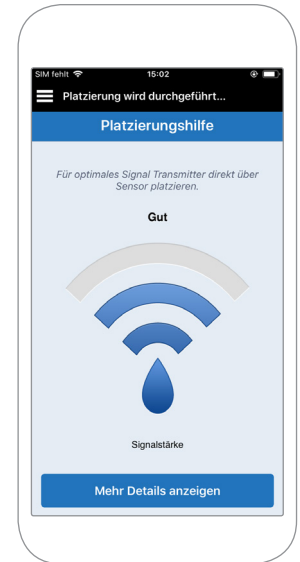 SIM fehlt 15:02
Platzierung wird durchgeführt...
Platzierungshilfe
Für optimales Signal Transmitter direkt über
Sensor platzieren.
Gut
Signalstärke
Mehr Details anzeigen